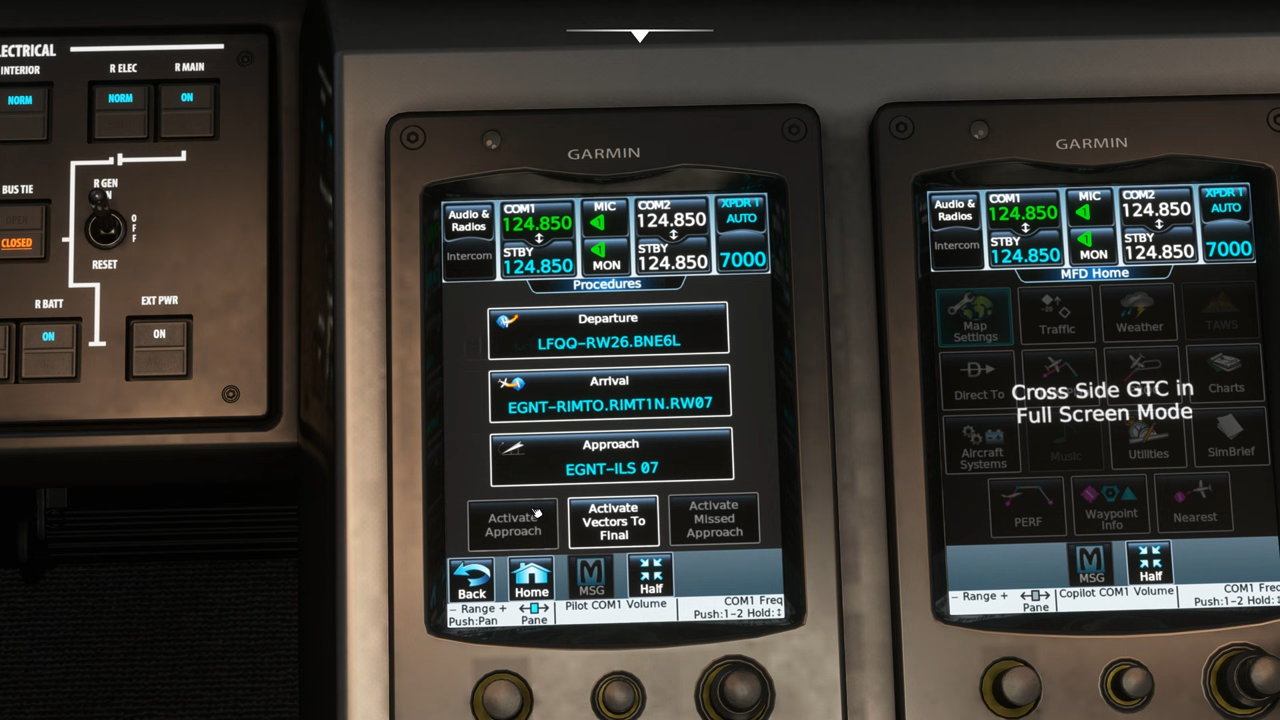 LECTRICAL
INTERIOR
R ELEC
R MAIN
NORM
NORM
ON
BUS TIE
R GEN
ON
OPEN
CLOSED
OFF
RESET
R BATT
EXT PWR
ON
ON
GARMIN
Audio & Radios
Intercom
COM1
124.850
STBY
124.850
MIC
1
1
MON
COM2
124.850
STBY
124.850
XPDR 1
AUTO
7000
Procedures
Departure
LFQQ–RW26.BNE6L
Arrival
EGNT–RIMTO.RIMT1N.RW07
Approach
EGNT–ILS 07
Activate
Approach
Activate
Vectors To
Final
Activate
Missed
Approach
Back
Home
MSG
Half
– Range +
Push:Pan
Pane
Pilot COM1 Volume
COM1 Freq
Push:1–2 Hold:↕
GARMIN
Audio & Radios
Intercom
COM1
124.850
STBY
124.850
MIC
1
1
MON
COM2
124.850
STBY
124.850
XPDR 1
AUTO
7000
MFD Home
Map
Settings
Traffic
Weather
TAWS
Direct To
Charts
Cross Side GTC in
Full Screen Mode
Aircraft
Systems
Music
Utilities
SimBrief
PERF
Waypoint
Info
Nearest
MSG
Half
– Range +
Pane
Copilot COM1 Volume
COM1 Freq
Push:1–2 Hold:↕